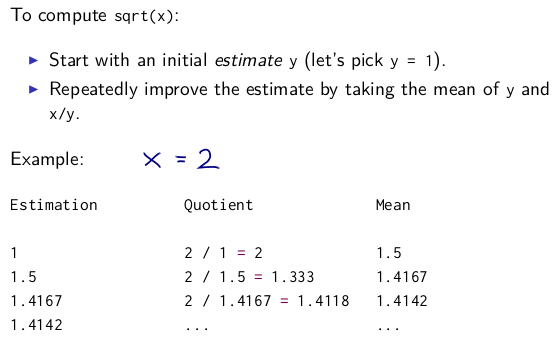 To compute sqrt(x):
▶ Start with an initial estimate y (let's pick y = 1).
▶ Repeatedly improve the estimate by taking the mean of y and
x/y.
Example: x = 2
Estimation Quotient Mean
1 2 / 1 = 2 1.5
1.5 2 / 1.5 = 1.333 1.4167
1.4167 2 / 1.4167 = 1.4118 1.4142
1.4142 ... ...